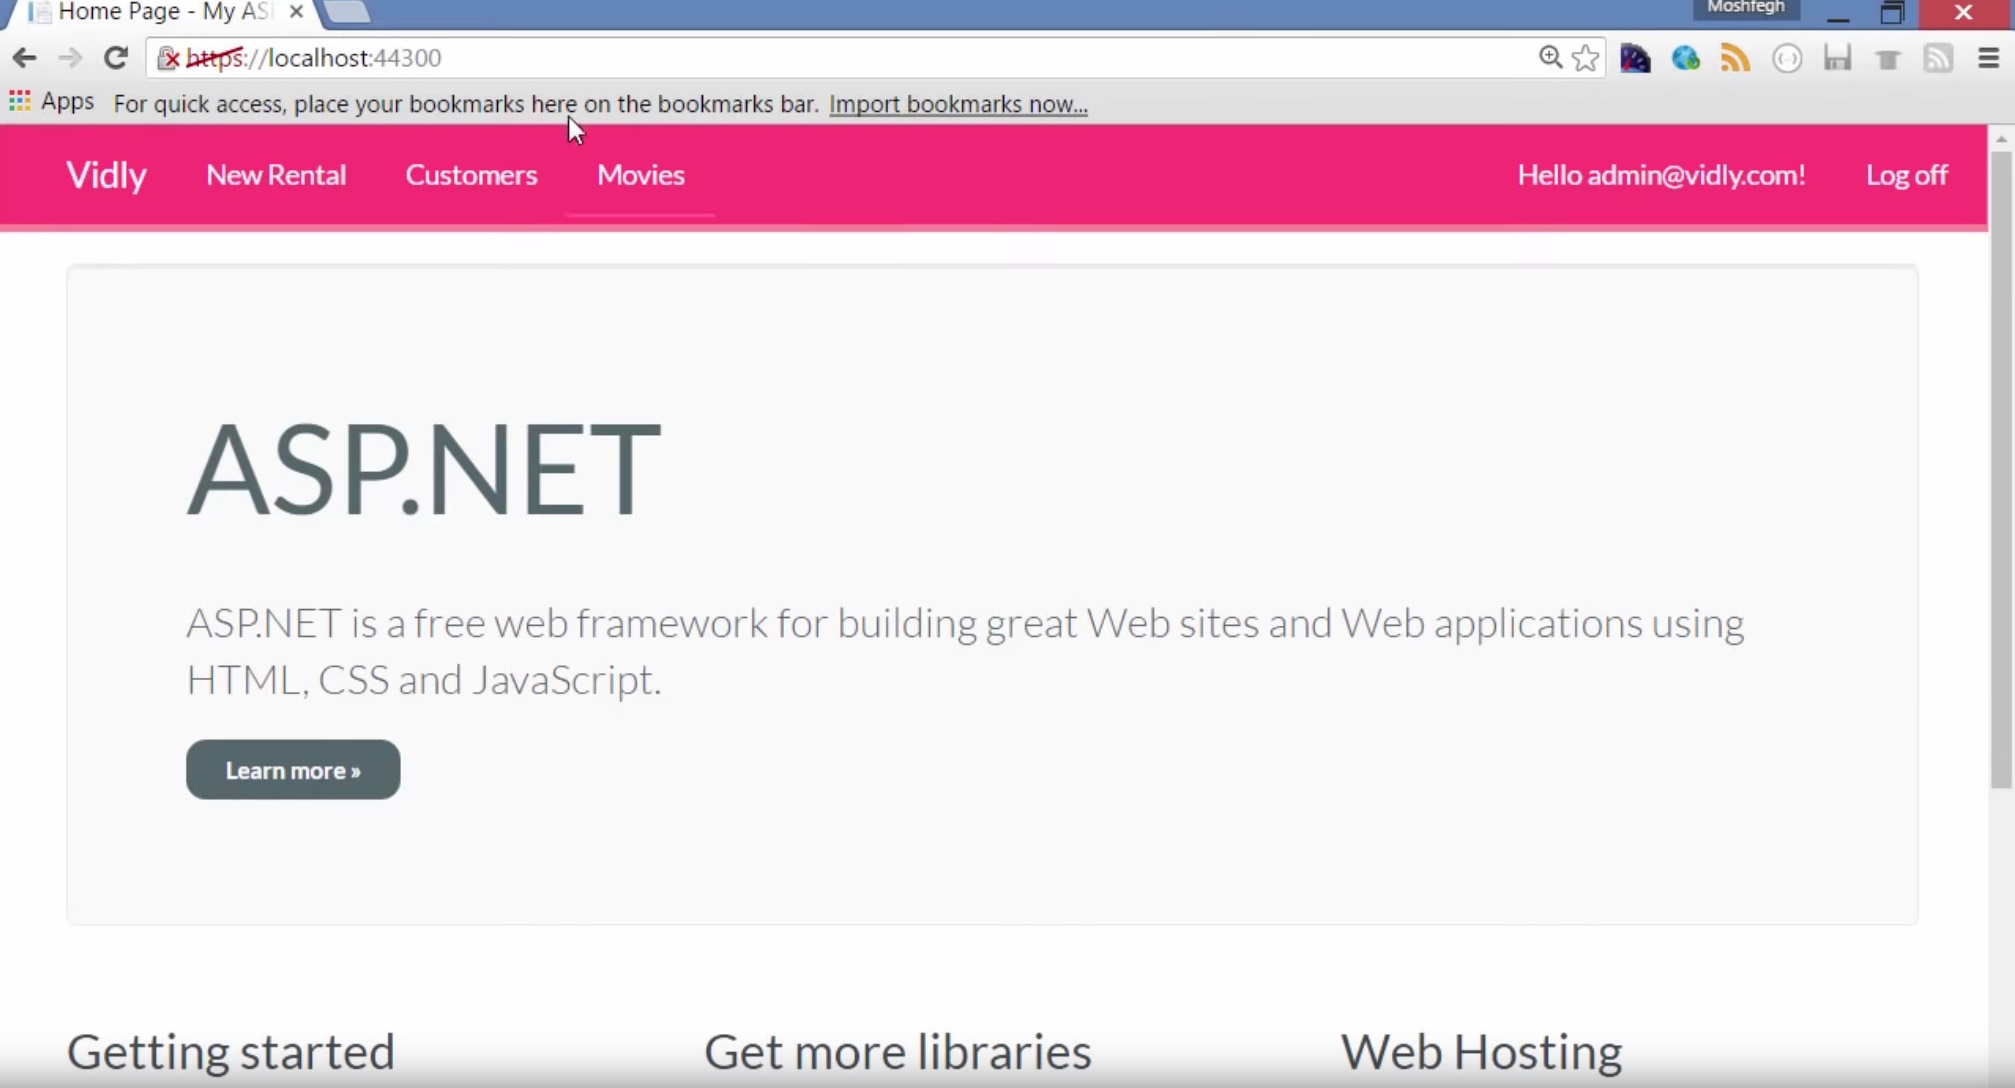 Home Page - My AS
Moshfegh
https://localhost:44300
Apps For quick access, place your bookmarks here on the bookmarks bar. Import bookmarks now...
Vidly New Rental Customers Movies Hello admin@vidly.com! Log off
ASP.NET
ASP.NET is a free web framework for building great Web sites and Web applications using
HTML, CSS and JavaScript.
Learn more »
Getting started Get more libraries Web Hosting